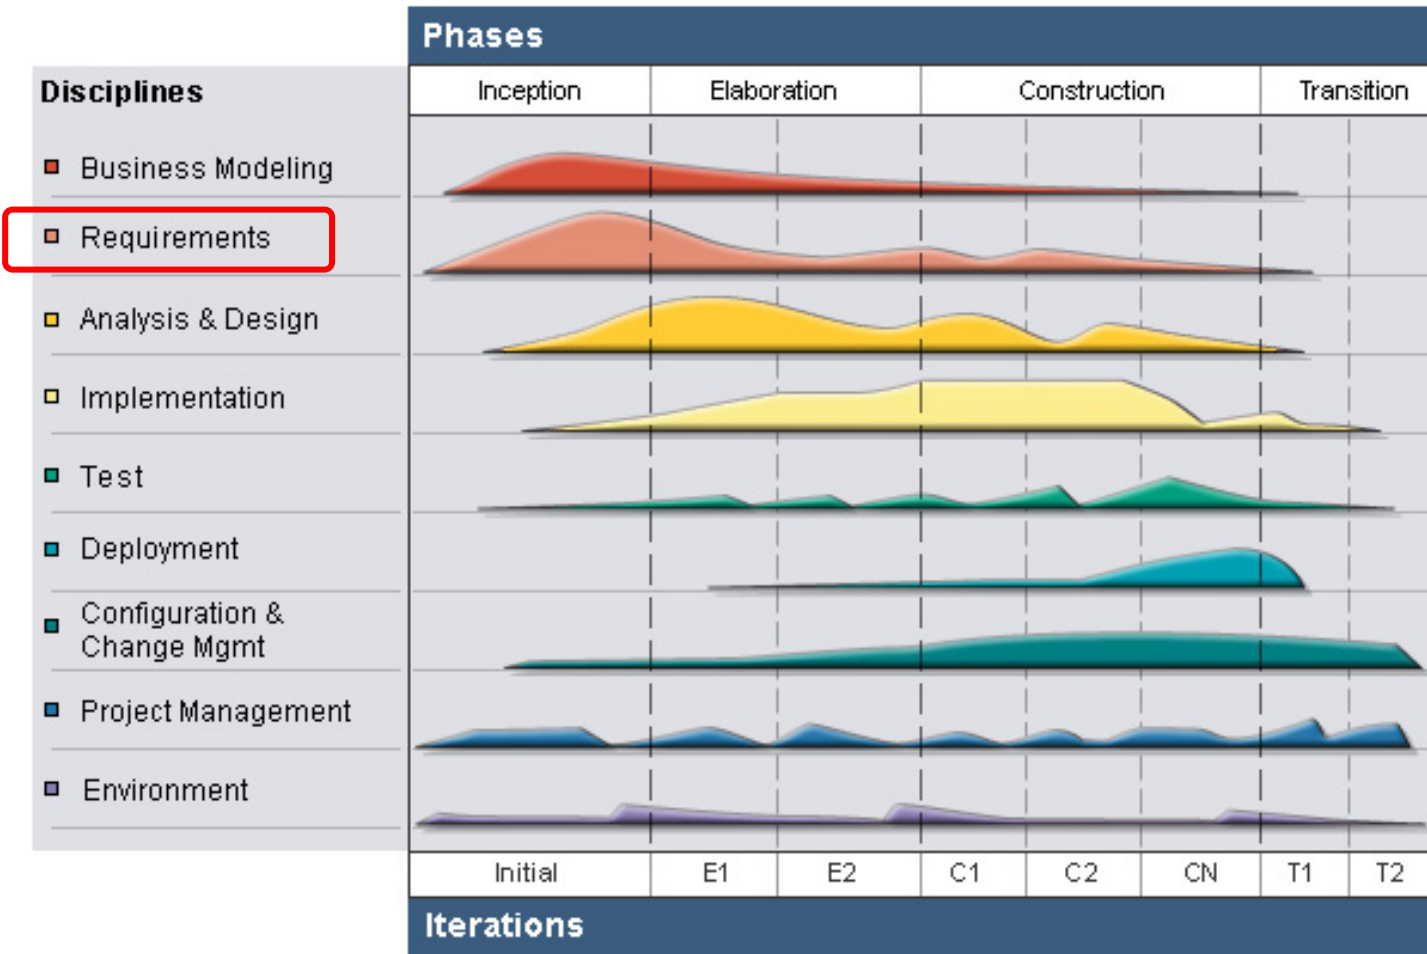 Phases
Disciplines
Inception Elaboration Construction Transition
Business Modeling
Requirements
Analysis & Design
Implementation
Test
Deployment
Configuration &
Change Mgmt
Project Management
Environment
Initial E1 E2 C1 C2 CN T1 T2
Iterations